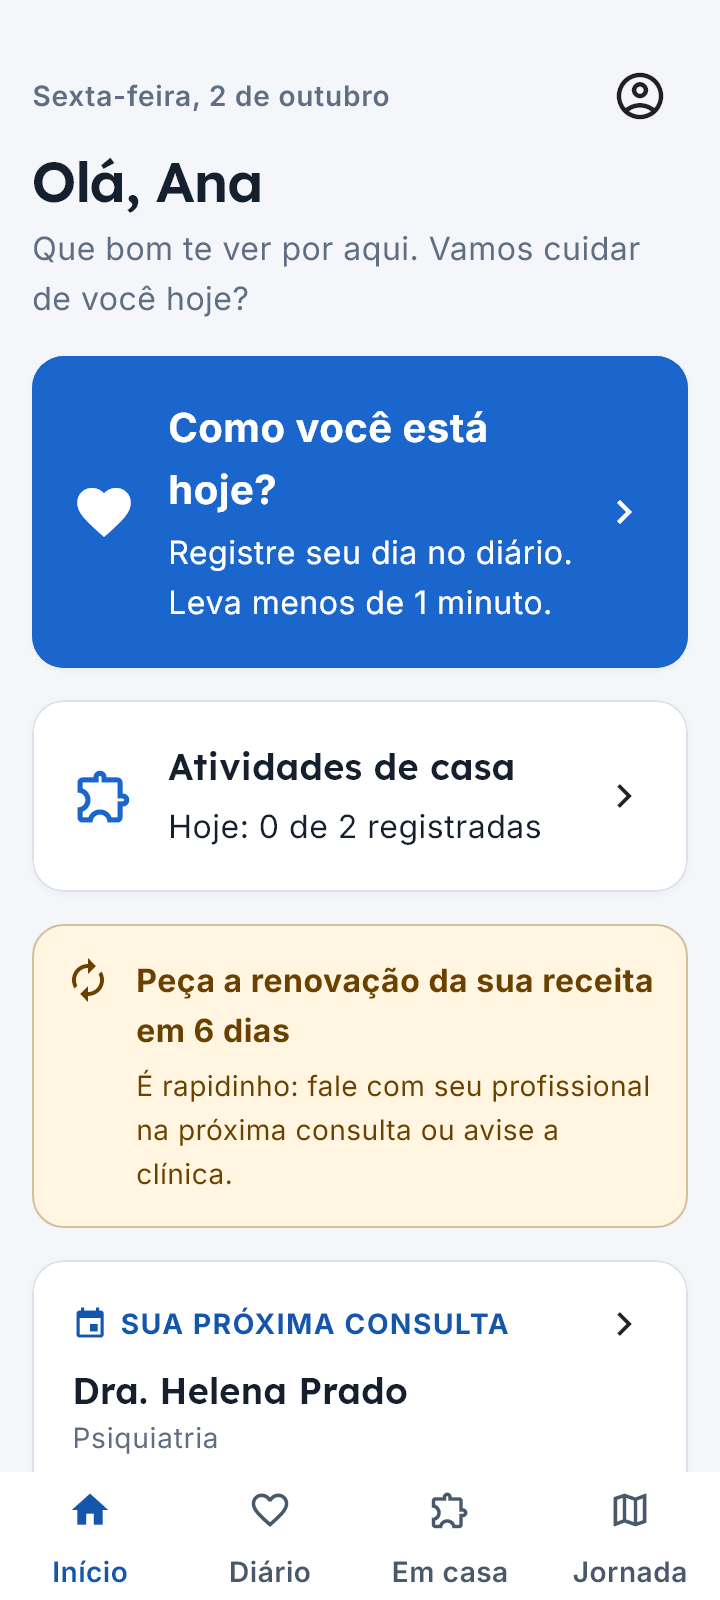 Sexta-feira, 2 de outubro
Olá, Ana
Que bom te ver por aqui. Vamos cuidar
de você hoje?
Como você está
hoje?
Registre seu dia no diário.
Leva menos de 1 minuto.
Atividades de casa
Hoje: 0 de 2 registradas
Peça a renovação da sua receita
em 6 dias
É rapidinho: fale com seu profissional
na próxima consulta ou avise a
clínica.
SUA PRÓXIMA CONSULTA
Dra. Helena Prado
Psiquiatria
Início
Diário
Em casa
Jornada